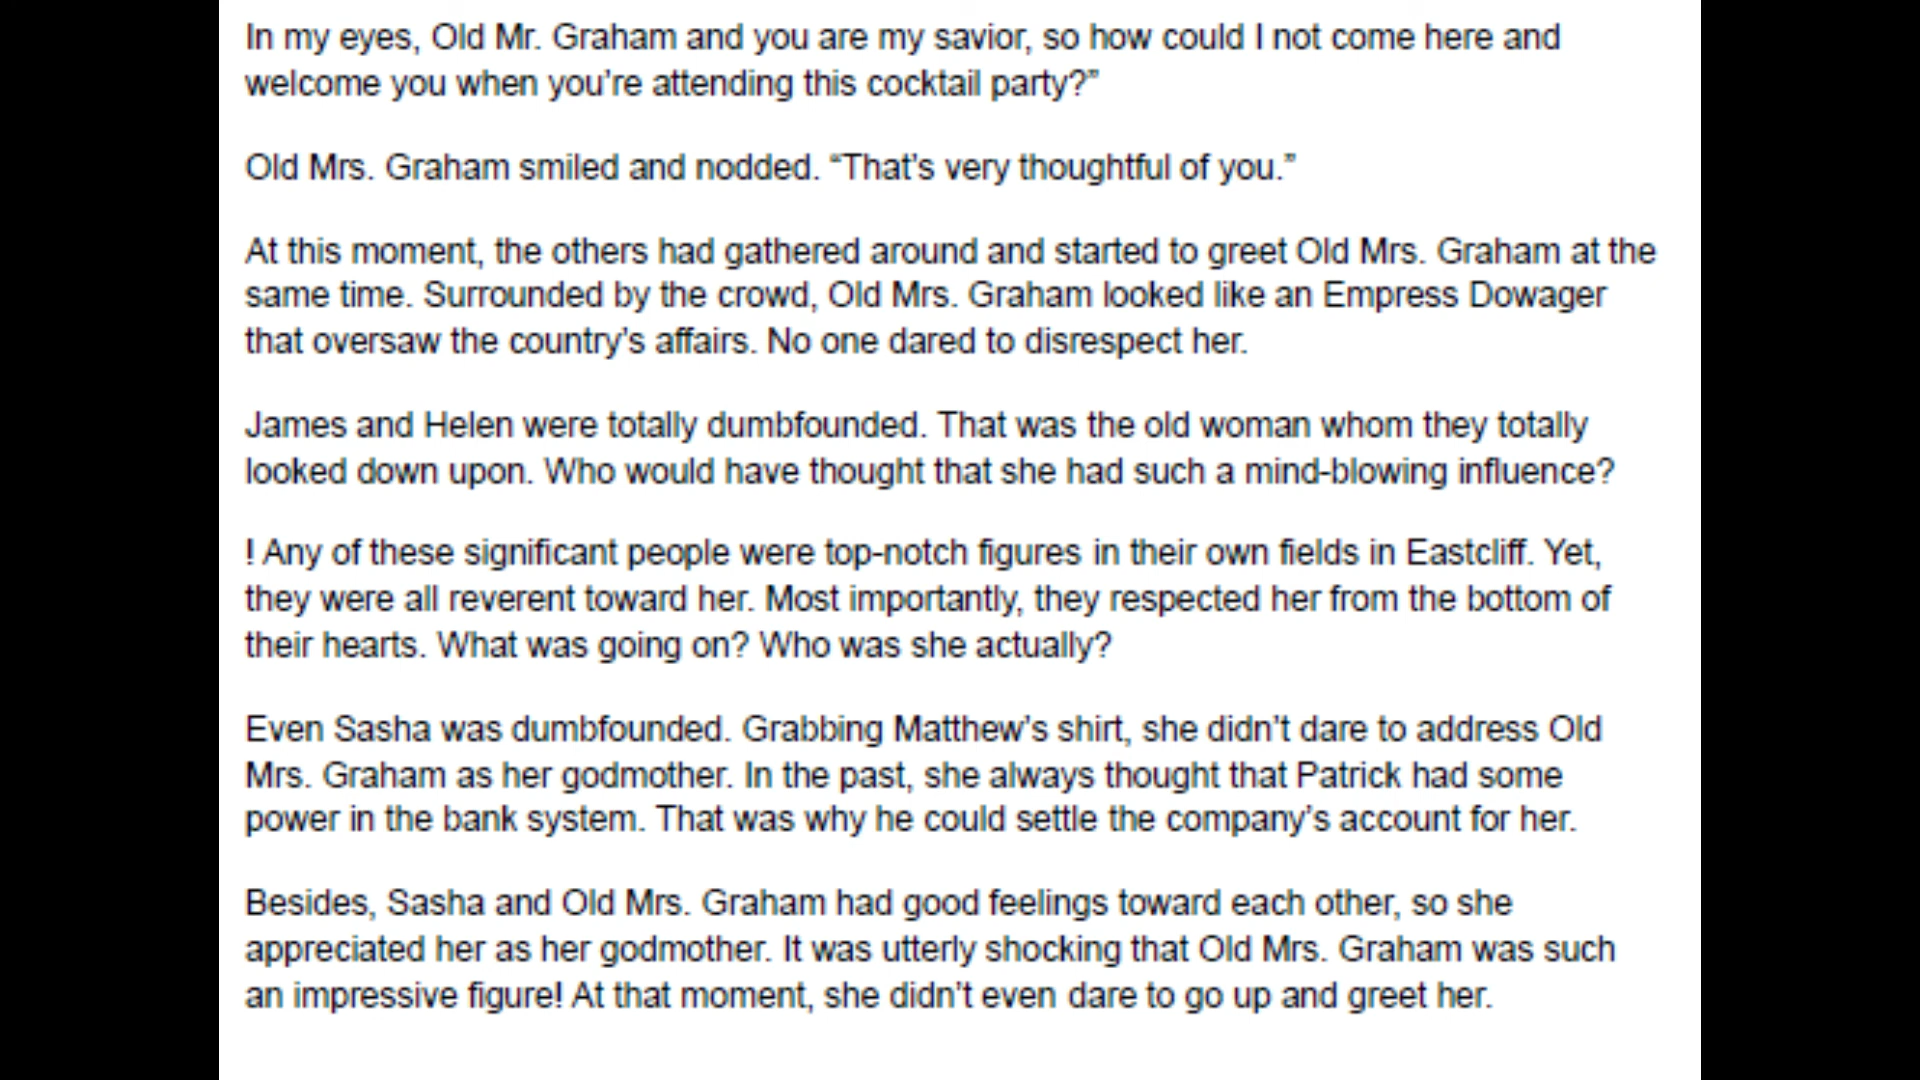 In my eyes, Old Mr. Graham and you are my savior, so how could I not come here and
welcome you when you're attending this cocktail party?”
Old Mrs. Graham smiled and nodded. “That's very thoughtful of you.”
At this moment, the others had gathered around and started to greet Old Mrs. Graham at the
same time. Surrounded by the crowd, Old Mrs. Graham looked like an Empress Dowager
that oversaw the country's affairs. No one dared to disrespect her.
James and Helen were totally dumbfounded. That was the old woman whom they totally
looked down upon. Who would have thought that she had such a mind-blowing influence?
! Any of these significant people were top-notch figures in their own fields in Eastcliff. Yet,
they were all reverent toward her. Most importantly, they respected her from the bottom of
their hearts. What was going on? Who was she actually?
Even Sasha was dumbfounded. Grabbing Matthew's shirt, she didn't dare to address Old
Mrs. Graham as her godmother. In the past, she always thought that Patrick had some
power in the bank system. That was why he could settle the company's account for her.
Besides, Sasha and Old Mrs. Graham had good feelings toward each other, so she
appreciated her as her godmother. It was utterly shocking that Old Mrs. Graham was such
an impressive figure! At that moment, she didn't even dare to go up and greet her.